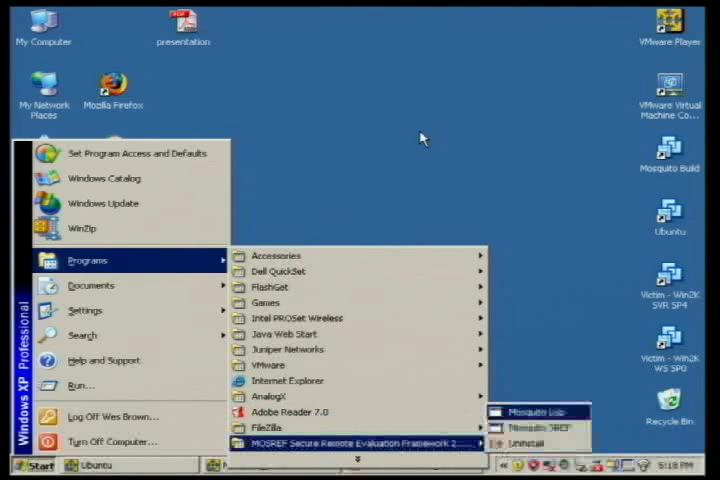 My Computer
presentation
VMware Player
My Network
Places
Mozilla Firefox
VMware Virtual
Machine Co...
Set Program Access and Defaults
Windows Catalog
Mosquito Build
Windows Update
WinZip
Ubuntu
Programs
Accessories
Dell QuickSet
Documents
FlashGet
Victim - Win2K
SVR SP4
Games
Settings
Intel PROSet Wireless
Search
Java Web Start
Juniper Networks
Help and Support
VMware
Victim - Win2K
WS SP0
Run...
Internet Explorer
AnalogX
Log Off Wes Brown...
Adobe Reader 7.0
Mosquito Lisp
FileZilla
Recycle Bin
Turn Off Computer...
MOSREF Secure Remote Evaluation Framework 2
Uninstall
Windows XP Professional
Start
Ubuntu
5:18 PM